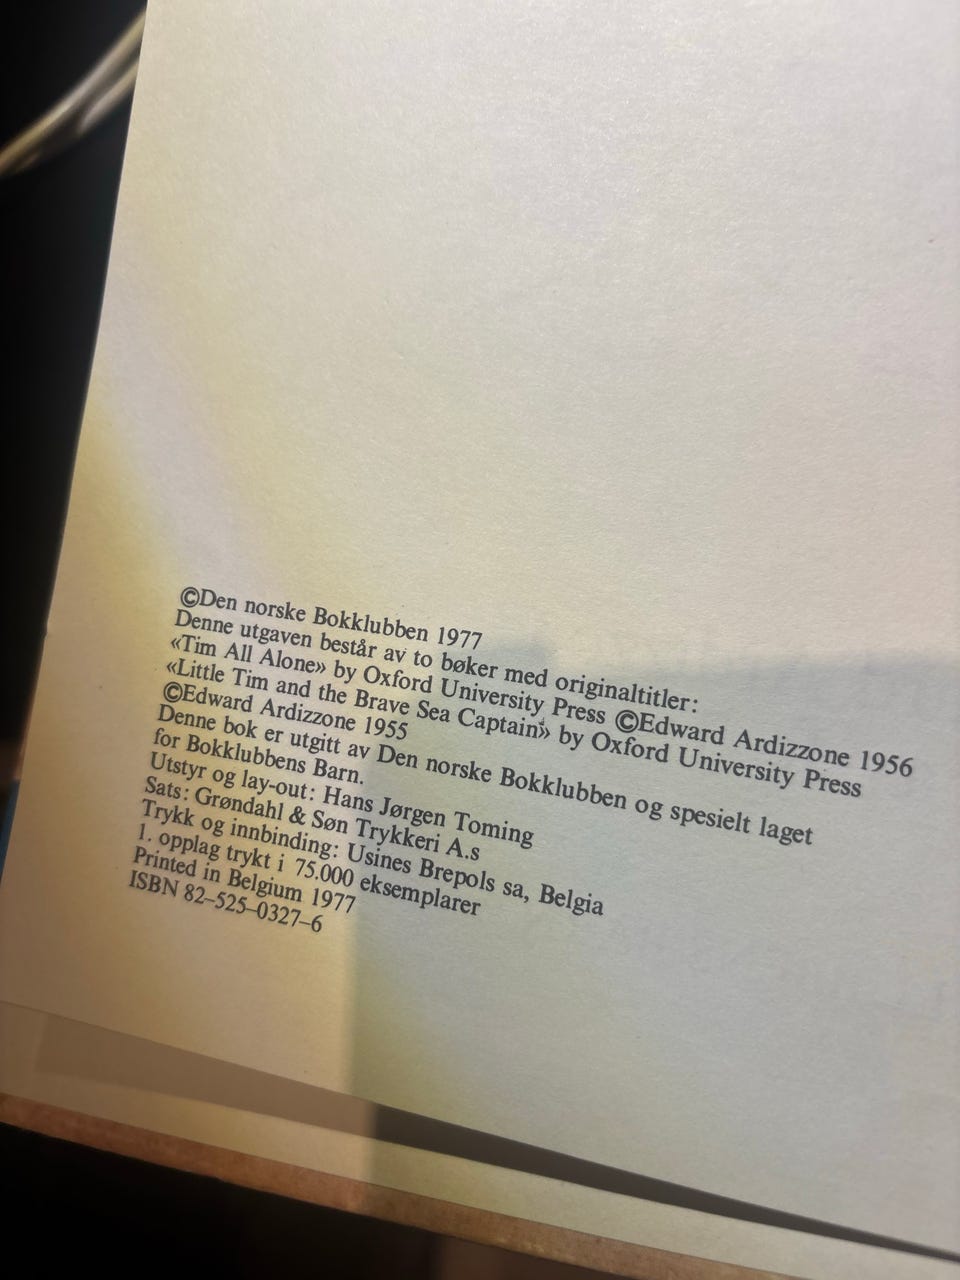 ©Den norske Bokklubben 1977
Denne utgaven består av to bøker med originaltitler:
«Tim All Alone» by Oxford University Press ©Edward Ardizzone 1956
«Little Tim and the Brave Sea Captain» by Oxford University Press
©Edward Ardizzone 1955
Denne bok er utgitt av Den norske Bokklubben og spesielt laget
for Bokklubbens Barn.
Utstyr og lay-out: Hans Jørgen Toming
Sats: Grøndahl & Søn Trykkeri A.s
Trykk og innbinding: Usines Brepols sa, Belgia
1. opplag trykt i 75.000 eksemplarer
Printed in Belgium 1977
ISBN 82–525–0327–6